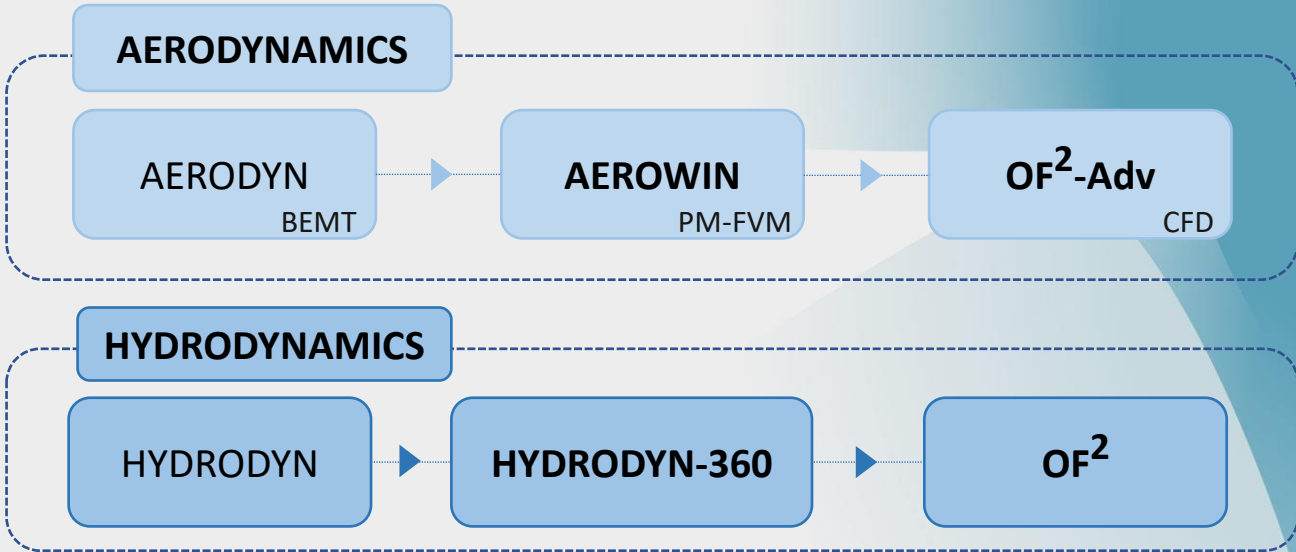 AERODYNAMICS
AERODYN
BEMT
AEROWIN
PM-FVM
OF²-Adv
CFD
HYDRODYNAMICS
HYDRODYN
HYDRODYN-360
OF²